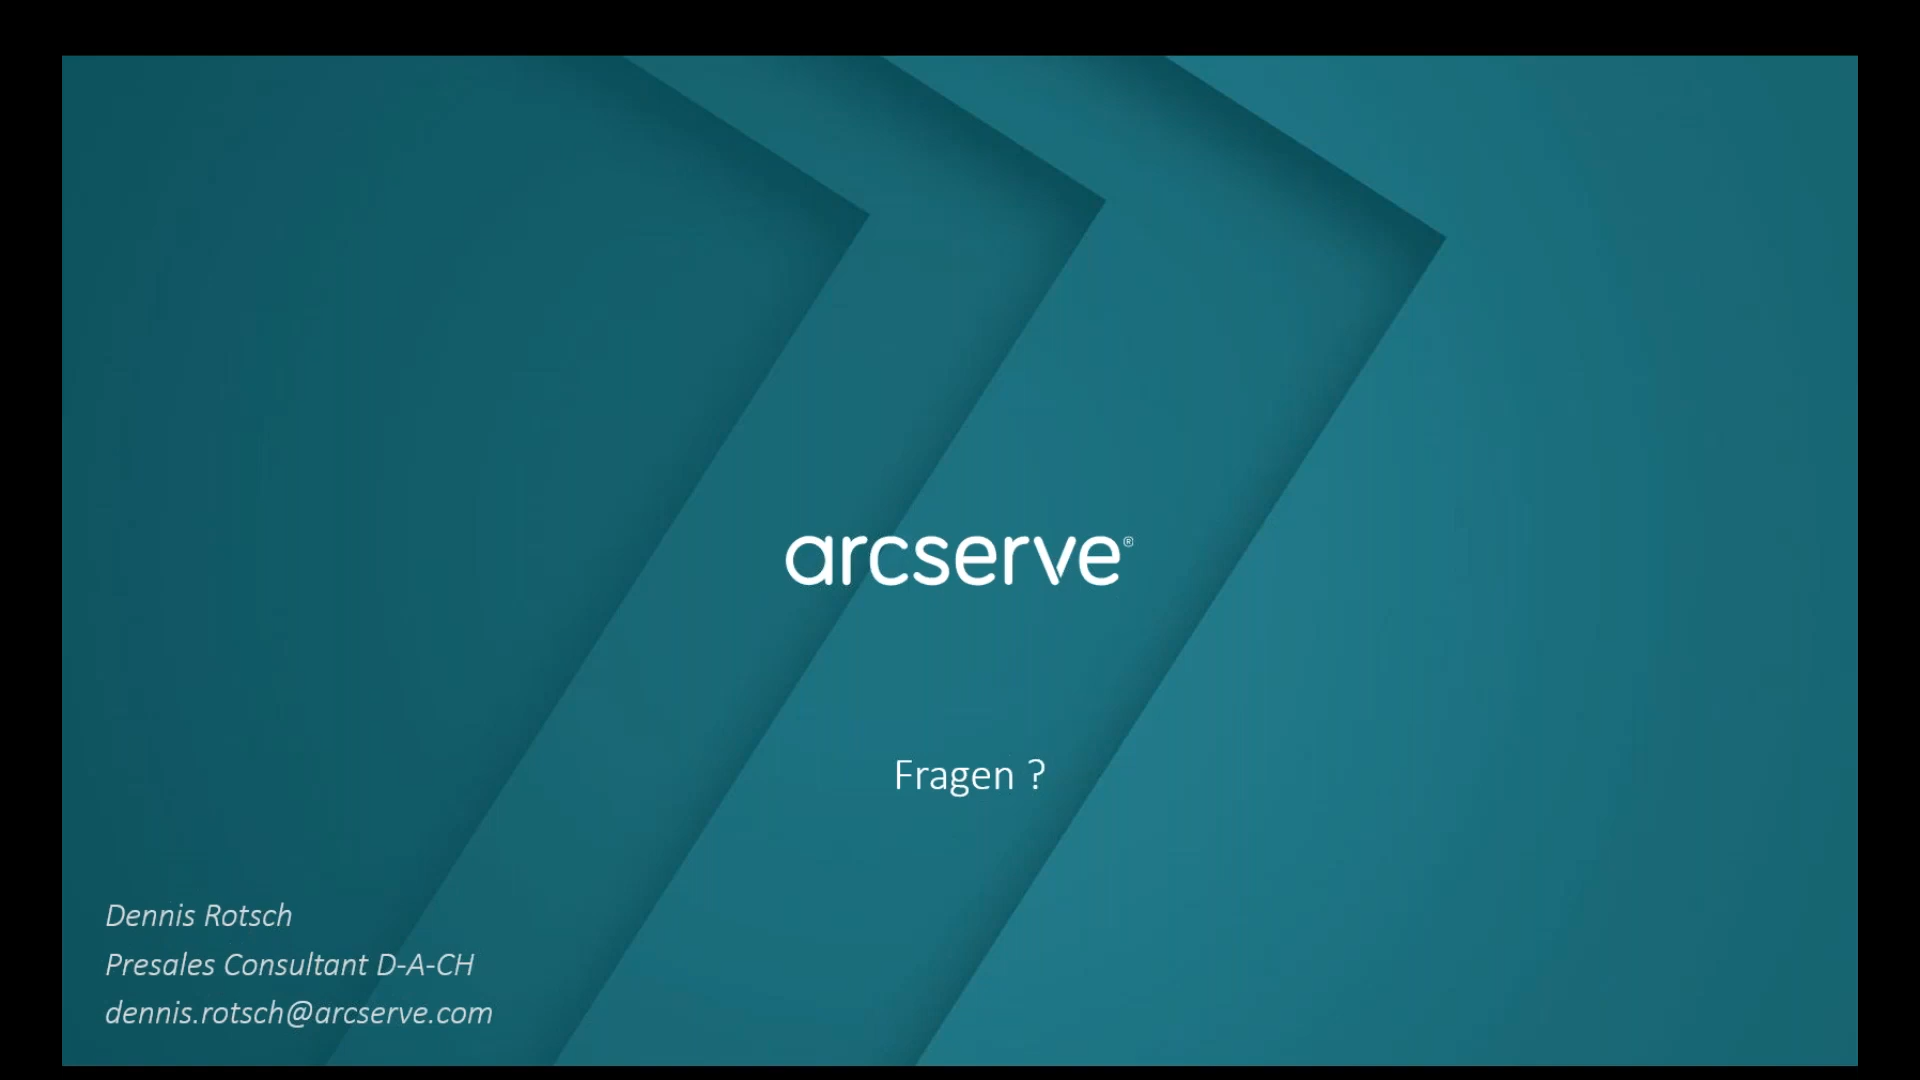 arcserve®
Fragen ?
Dennis Rotsch
Presales Consultant D-A-CH
dennis.rotsch@arcserve.com